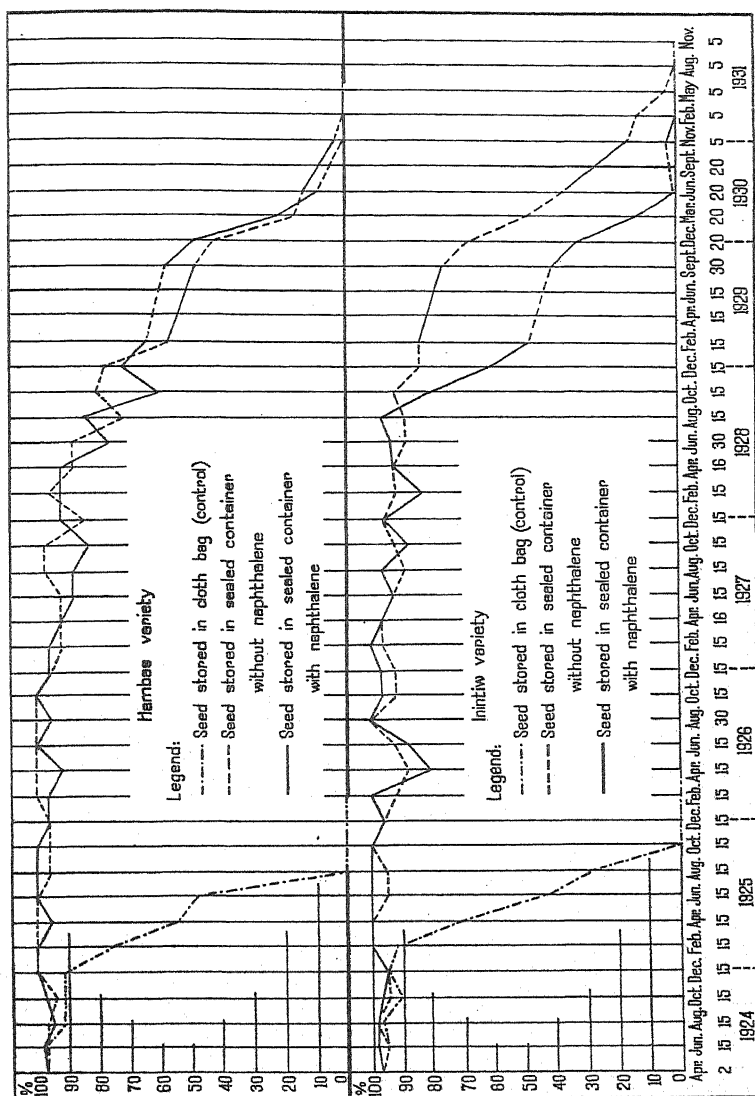 %
100
90
80
70
60
50
40
30
20
10
0
Hambas variety
Legend:
Seed stored in cloth bag (control)
Seed stored in sealed container
without naphthalene
Seed stored in sealed container
with naphthalene
%
100
90
80
70
60
50
40
30
20
10
0
Inintiw variety
Legend:
Seed stored in cloth bag (control)
Seed stored in sealed container
without naphthalene
Seed stored in sealed container
with naphthalene
Apr. Jun. Aug. Oct. Dec. Feb. Apr. Jun. Aug. Oct. Dec. Feb. Apr. Jun. Aug. Oct. Dec. Feb. Apr. Jun. Aug. Oct. Dec. Feb. Apr. Jun. Aug. Oct. Dec. Feb. Apr. Jun. Sept. Dec. Mar. Jun. Sept. Nov. Feb. May Aug. Nov.
2 15 15 15 15 15 15 15 15 15 15 15 15 15 30 15 15 15 16 15 15 15 15 15 16 30 15 15 15 15 15 15 30 20 20 20 20 5 5 5 5 5
1924 1925 1926 1927 1928 1929 1930 1931